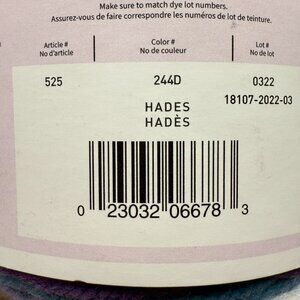 Make sure to match dye lot numbers.
Assurez-vous de faire correspondre les numéros de lot de teinture.
Article # Color # Lot #
No d'article No de couleur No de lot
525 244D 0322
18107-2022-03
HADES
HADÈS
0 23032 06678 3